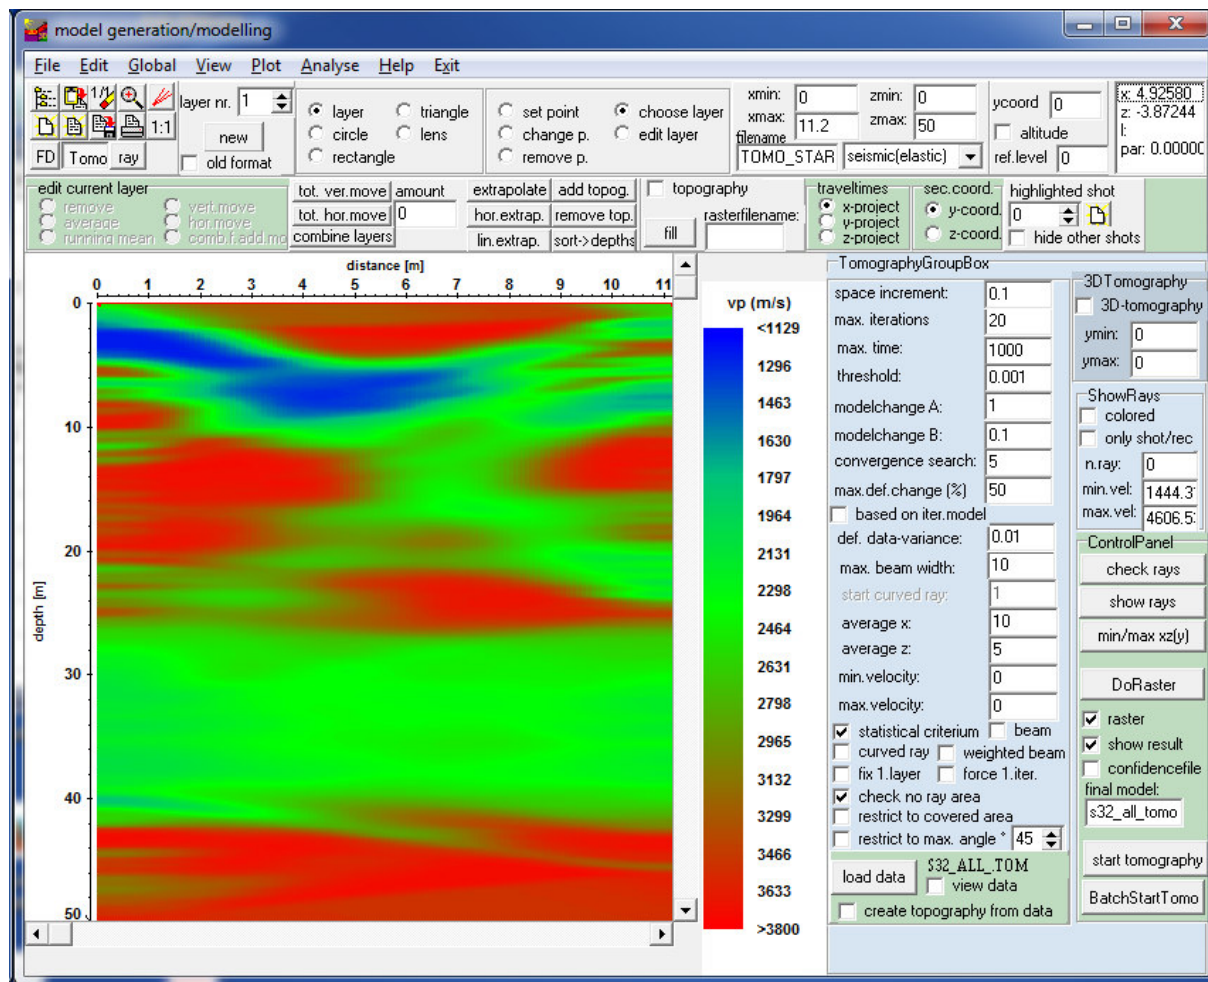 model generation/modelling
File Edit Global View Plot Analyse Help Exit
1/1 layer nr. 1
1:1 new
FD Tomo ray old format
layer triangle
circle lens
rectangle
set point choose layer
change p. edit layer
remove p.
xmin: 0 zmin: 0
xmax: 11.2 zmax: 50
filename
TOMO_STAR seismic(elastic)
ycoord 0
altitude
ref.level 0
x: 4.92580
z: -3.87244
l:
par: 0.00000
edit current layer
remove vert.move
average hor.move
running mean comb.f.add.mo
tot. ver.move amount
tot. hor.move 0
combine layers
extrapolate add topog.
hor.extrap. remove top.
lin.extrap. sort->depths
topography
rasterfilename:
fill
traveltimes
x-project
y-project
z-project
sec.coord.
y-coord.
z-coord.
highlighted shot
0
hide other shots
distance [m]
0 1 2 3 4 5 6 7 8 9 10 11
0
10
20
30
40
50
depth [m]
vp (m/s)
<1129
1296
1463
1630
1797
1964
2131
2298
2464
2631
2798
2965
3132
3299
3466
3633
>3800
TomographyGroupBox
space increment: 0.1
max. iterations 20
max. time: 1000
threshold: 0.001
modelchange A: 1
modelchange B: 0.1
convergence search: 5
max.def.change (%) 50
based on iter.model
def. data-variance: 0.01
max. beam width: 10
start curved ray: 1
average x: 10
average z: 5
min.velocity: 0
max.velocity: 0
statistical criterium beam
curved ray weighted beam
fix 1.layer force 1.iter.
check no ray area
restrict to covered area
restrict to max. angle ° 45
load data S32_ALL_TOM
view data
create topography from data
3DTomography
3D-tomography
ymin: 0
ymax: 0
ShowRays
colored
only shot/rec
n.ray: 0
min.vel: 1444.3
max.vel: 4606.5
ControlPanel
check rays
show rays
min/max xz(y)
DoRaster
raster
show result
confidencefile
final model:
s32_all_tomo
start tomography
BatchStartTomo